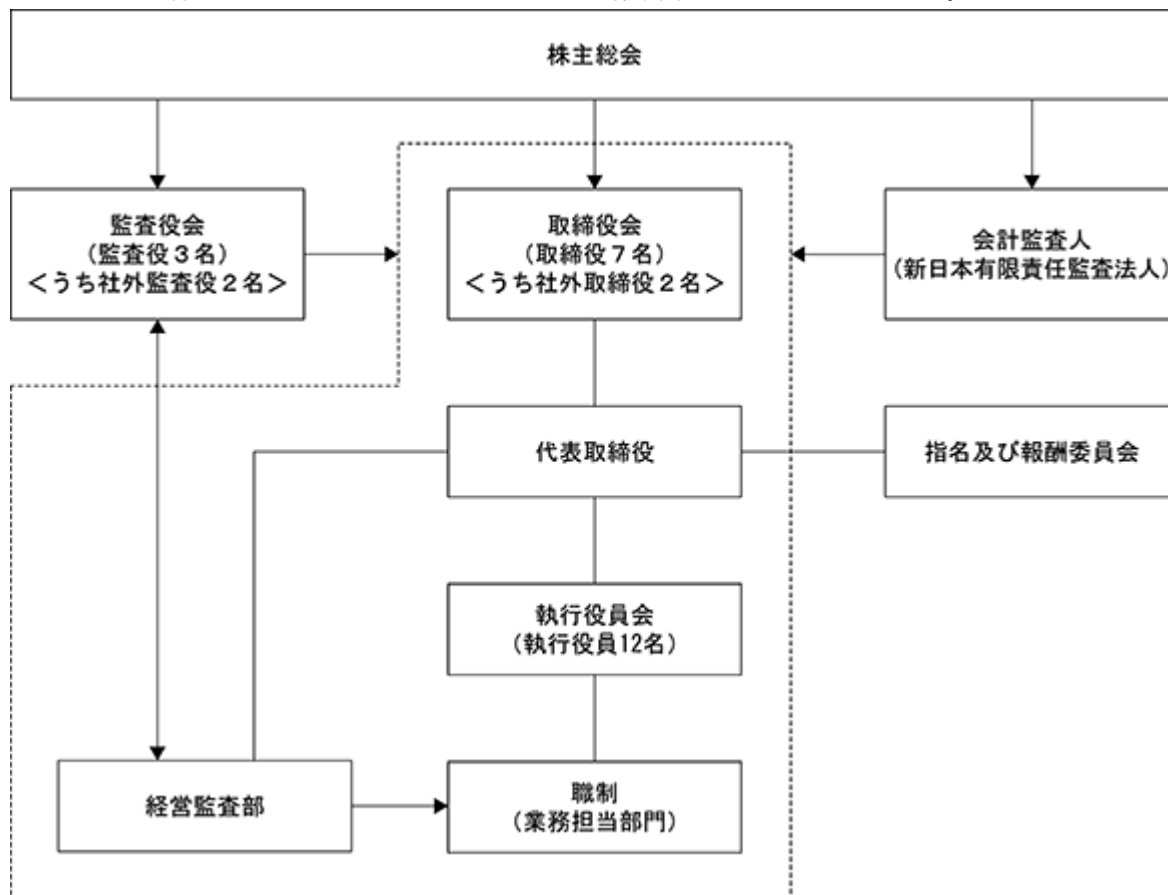 株主総会
監査役会
(監査役３名)
＜うち社外監査役２名＞
取締役会
(取締役７名)
＜うち社外取締役２名＞
会計監査人
(新日本有限責任監査法人)
代表取締役
指名及び報酬委員会
執行役員会
(執行役員12名)
経営監査部
職制
(業務担当部門)